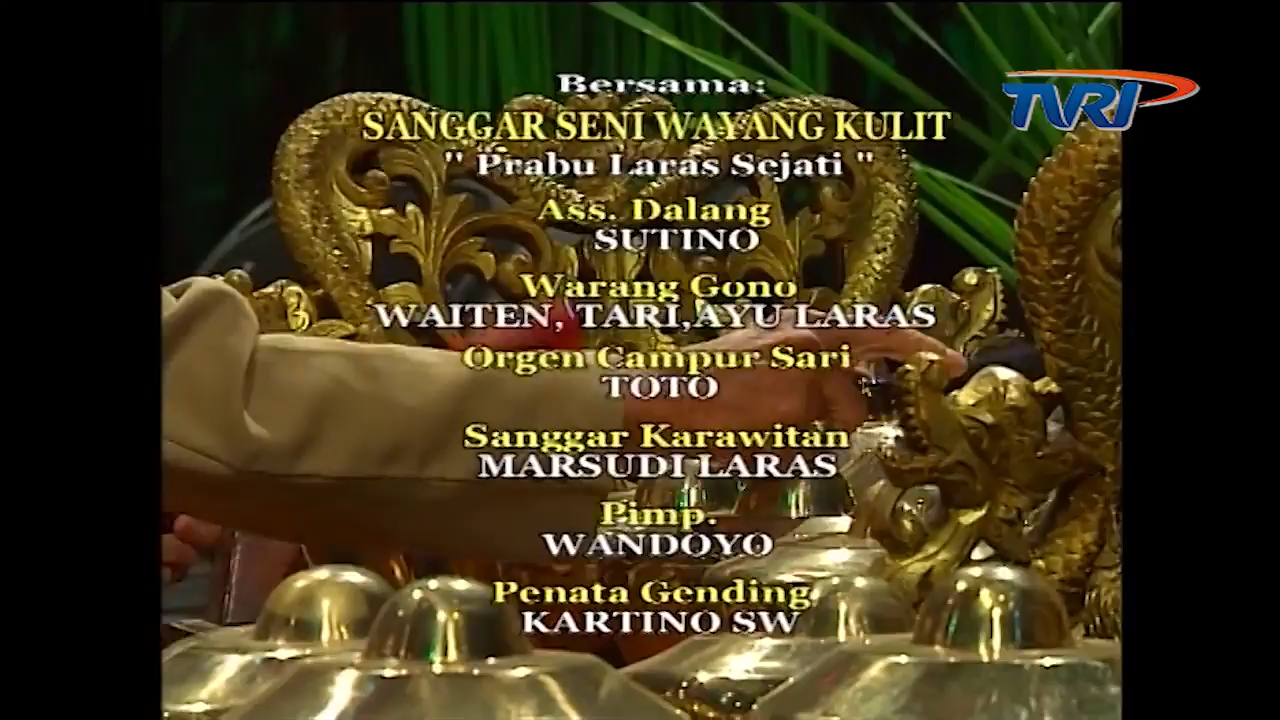 Bersama:
TVRI
SANGGAR SENI WAYANG KULIT
" Prabu Laras Sejati "
Ass. Dalang
SUTINO
Warang Gono
WAITEN, TARI,AYU LARAS
Orgen Campur Sari
TOTO
Sanggar Karawitan
MARSUDI LARAS
Pimp.
WANDOYO
Penata Gending
KARTINO SW